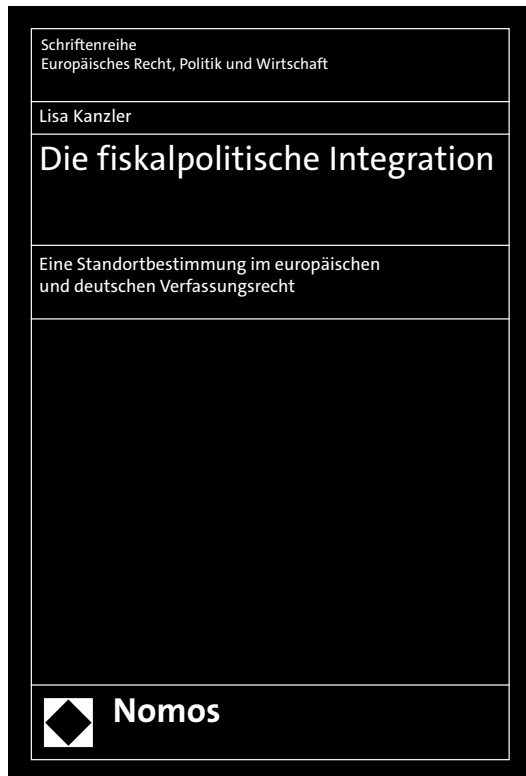 Schriftenreihe
Europäisches Recht, Politik und Wirtschaft
Lisa Kanzler
Die fiskalpolitische Integration
Eine Standortbestimmung im europäischen
und deutschen Verfassungsrecht
Nomos